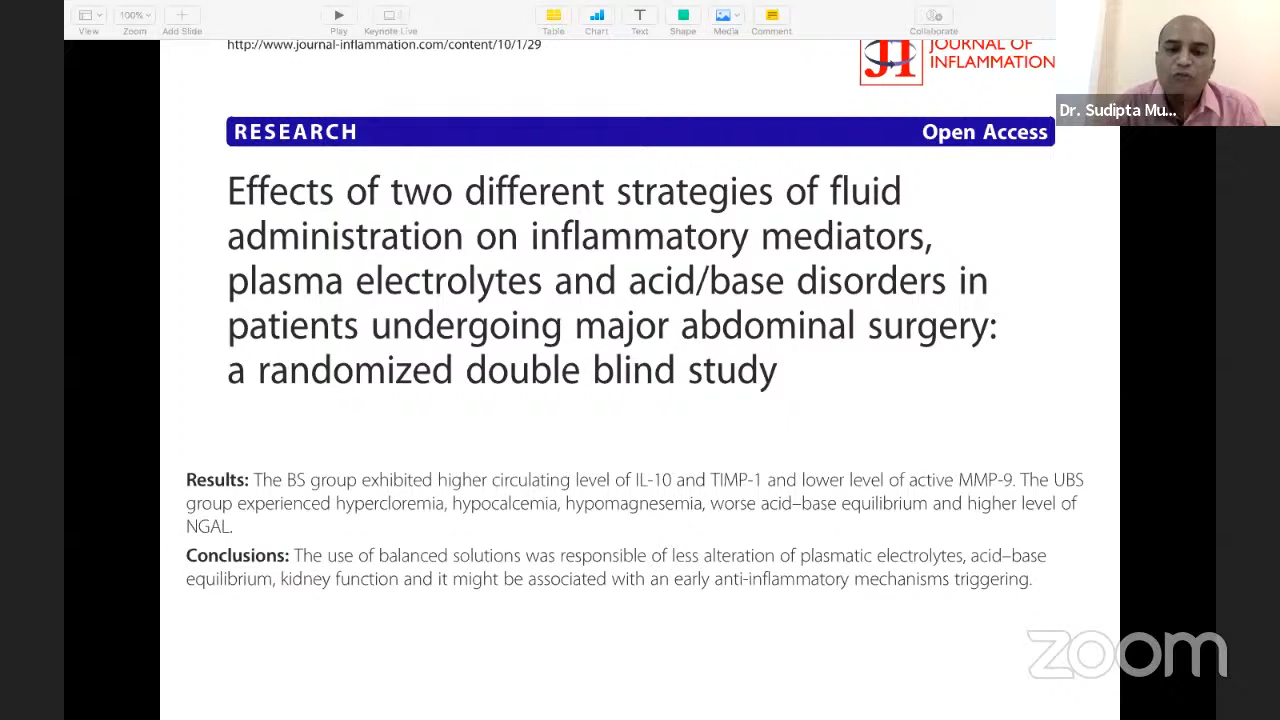 View
100%
Zoom
Add Slide
Play
Keynote Live
Table
Chart
Text
Shape
Media
Comment
Collaborate
http://www.journal-inflammation.com/content/10/1/29
JI
JOURNAL OF
INFLAMMATION
Dr. Sudipta Mu...
RESEARCH
Open Access
Effects of two different strategies of fluid
administration on inflammatory mediators,
plasma electrolytes and acid/base disorders in
patients undergoing major abdominal surgery:
a randomized double blind study
Results: The BS group exhibited higher circulating level of IL-10 and TIMP-1 and lower level of active MMP-9. The UBS
group experienced hypercloremia, hypocalcemia, hypomagnesemia, worse acid–base equilibrium and higher level of
NGAL.
Conclusions: The use of balanced solutions was responsible of less alteration of plasmatic electrolytes, acid–base
equilibrium, kidney function and it might be associated with an early anti-inflammatory mechanisms triggering.
zoom